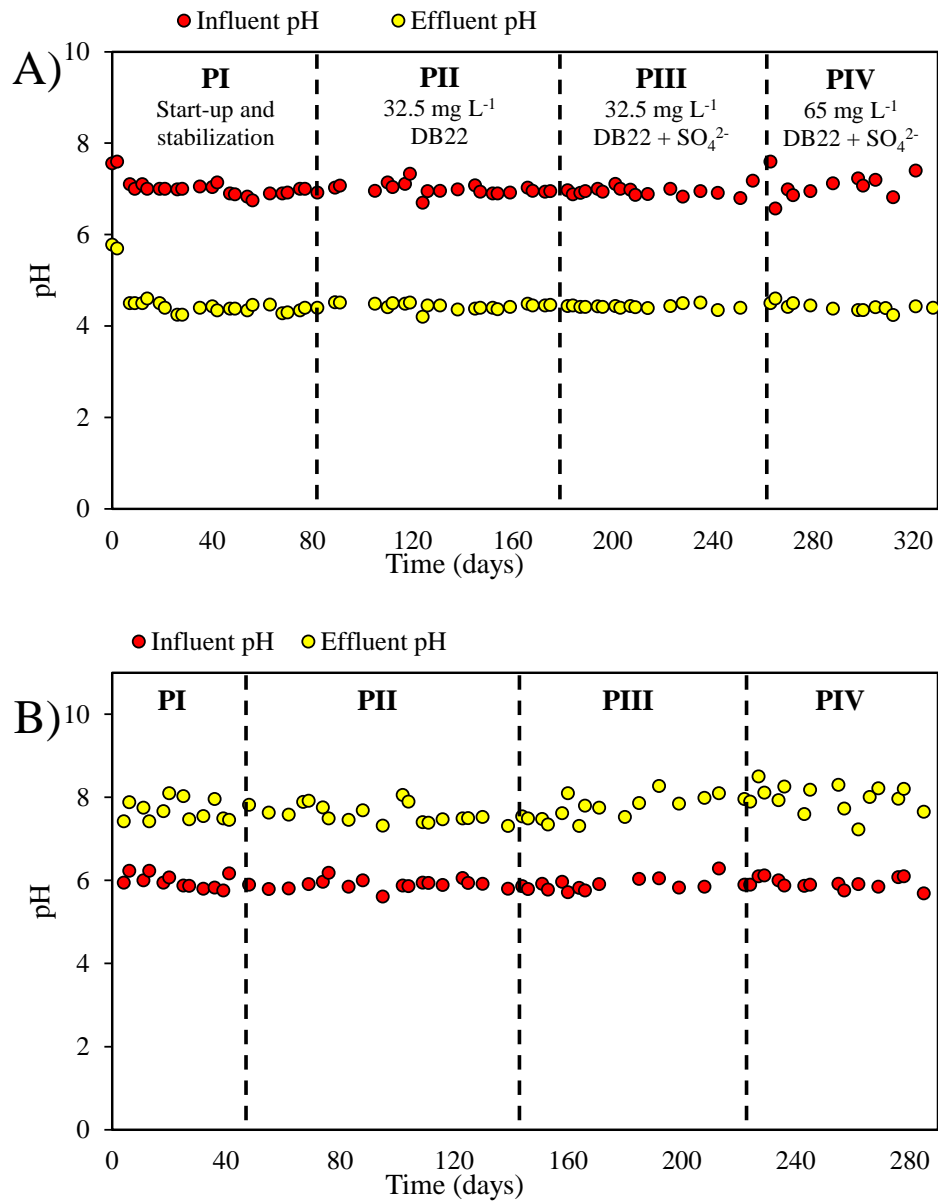 Influent pH Effluent pH
A)
PI PII PIII PIV
Start-up and stabilization
32.5 mg L⁻¹ DB22
32.5 mg L⁻¹ DB22 + SO₄²⁻
65 mg L⁻¹ DB22 + SO₄²⁻
10
8
6
4
2
0
pH
0 40 80 120 160 200 240 280 320
Time (days)
Influent pH Effluent pH
B)
PI PII PIII PIV
10
8
6
4
2
0
pH
0 40 80 120 160 200 240 280
Time (days)